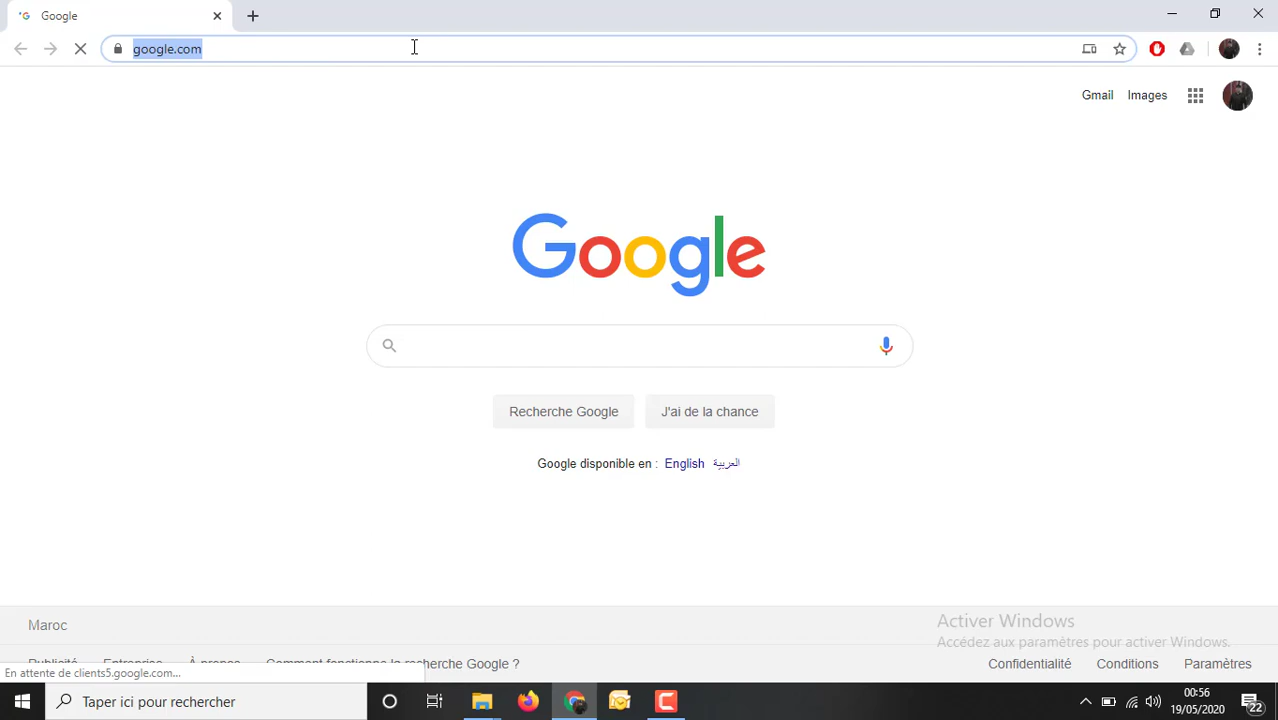 Google
google.com
Gmail Images
Google
Recherche Google J'ai de la chance
Google disponible en : English العربية
Maroc
Activer Windows
Accédez aux paramètres pour activer Windows.
Publicité Entreprise À propos Comment fonctionne la recherche Google ?
Confidentialité Conditions Paramètres
En attente de clients5.google.com...
Taper ici pour rechercher
00:56
19/05/2020
22